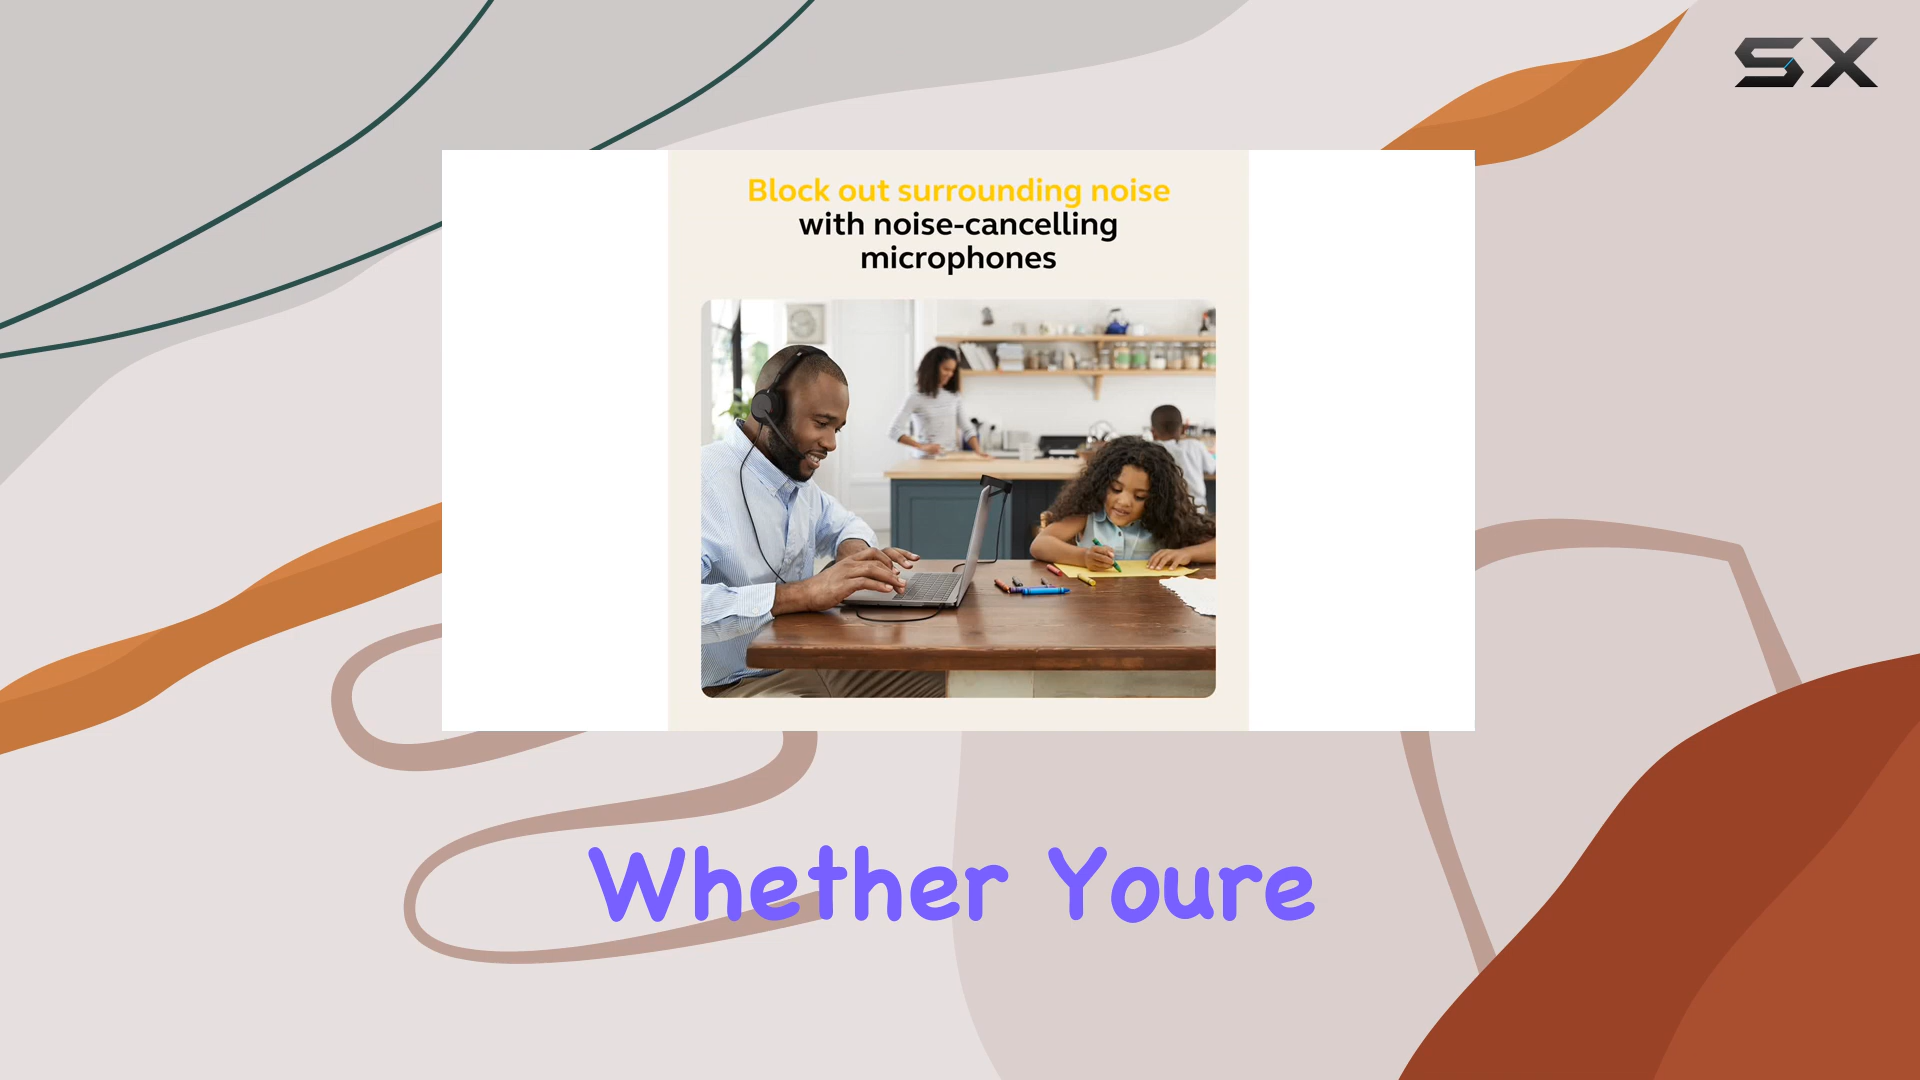 SX
Block out surrounding noise
with noise-cancelling
microphones
Whether Youre